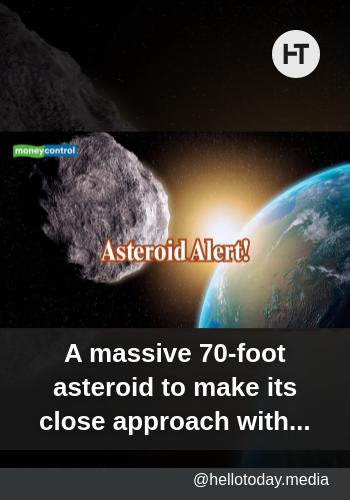 HT
moneycontrol
Asteroid Alert!
A massive 70-foot
asteroid to make its
close approach with...
@hellotoday.media